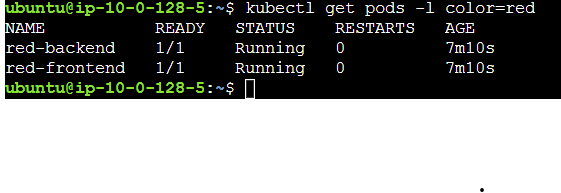 ubuntu@ip-10-0-128-5:~$ kubectl get pods -l color=red
NAME           READY   STATUS    RESTARTS   AGE
red-backend    1/1     Running   0          7m10s
red-frontend   1/1     Running   0          7m10s
ubuntu@ip-10-0-128-5:~$
.